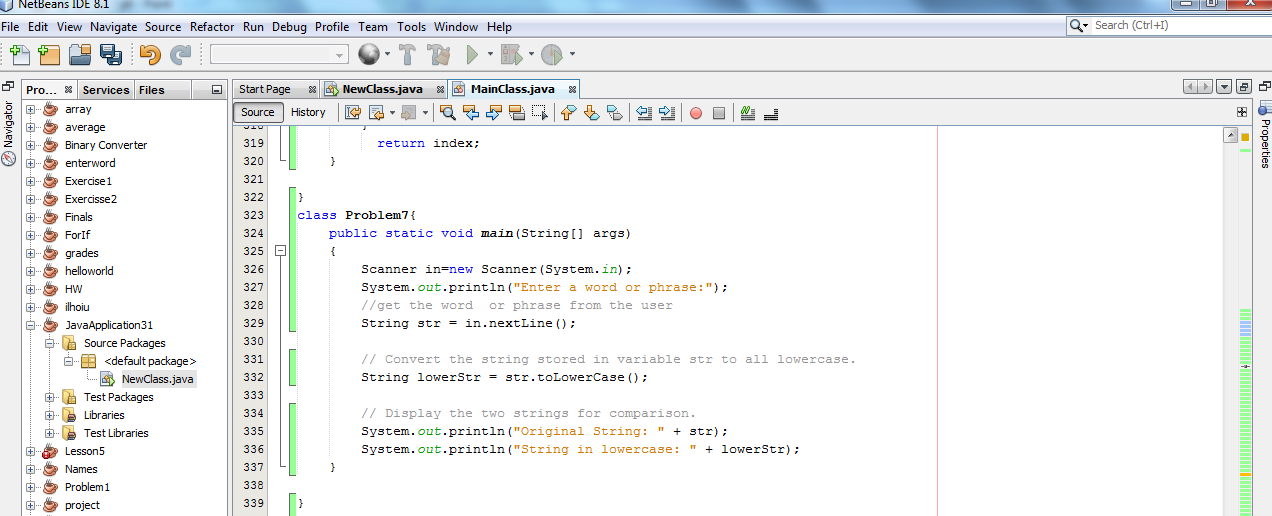 NetBeans IDE 8.1
File Edit View Navigate Source Refactor Run Debug Profile Team Tools Window Help
Search (Ctrl+I)
Pro... Services Files
Start Page NewClass.java MainClass.java
Source History
Navigator
Properties
array
average
Binary Converter
enterword
Exercise1
Exercisse2
Finals
ForIf
grades
helloworld
HW
ilhoiu
JavaApplication31
Source Packages
<default package>
NewClass.java
Test Packages
Libraries
Test Libraries
Lesson5
Names
Problem1
project
318 }
319 return index;
320 }
321
322 }
323 class Problem7{
324 public static void main(String[] args)
325 {
326 Scanner in=new Scanner(System.in);
327 System.out.println("Enter a word or phrase:");
328 //get the word  or phrase from the user
329 String str = in.nextLine();
330
331 // Convert the string stored in variable str to all lowercase.
332 String lowerStr = str.toLowerCase();
333
334 // Display the two strings for comparison.
335 System.out.println("Original String: " + str);
336 System.out.println("String in lowercase: " + lowerStr);
337 }
338
339 }